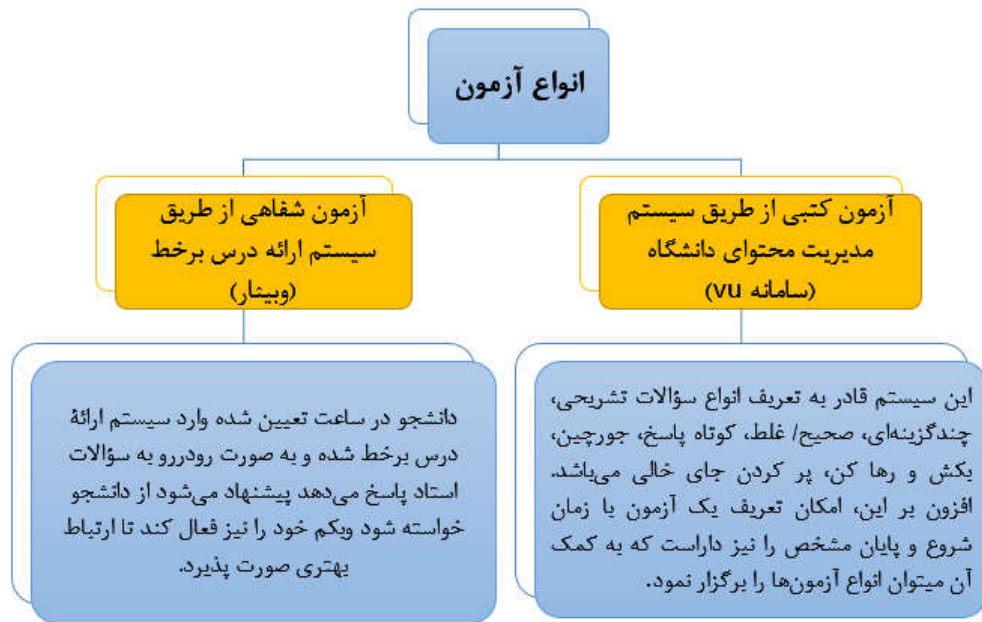 انواع آزمون
آزمون کتبی از طریق سیستم
مدیریت محتوای دانشگاه
(سامانه vu)
این سیستم قادر به تعریف انواع سؤالات تشریحی،
چندگزینه‌ای، صحیح/ غلط، کوتاه پاسخ، جورچین،
بکش و رها کن، پر کردن جای خالی می‌باشد.
افزون بر این، امکان تعریف یک آزمون با زمان
شروع و پایان مشخص را نیز داراست که به کمک
آن میتوان انواع آزمون‌ها را برگزار نمود.
آزمون شفاهی از طریق
سیستم ارائه درس برخط
(وبینار)
دانشجو در ساعت تعیین شده وارد سیستم ارائۀ
درس برخط شده و به صورت رودررو به سؤالات
استاد پاسخ می‌دهد پیشنهاد می‌شود از دانشجو
خواسته شود وبکم خود را نیز فعال کند تا ارتباط
بهتری صورت پذیرد.